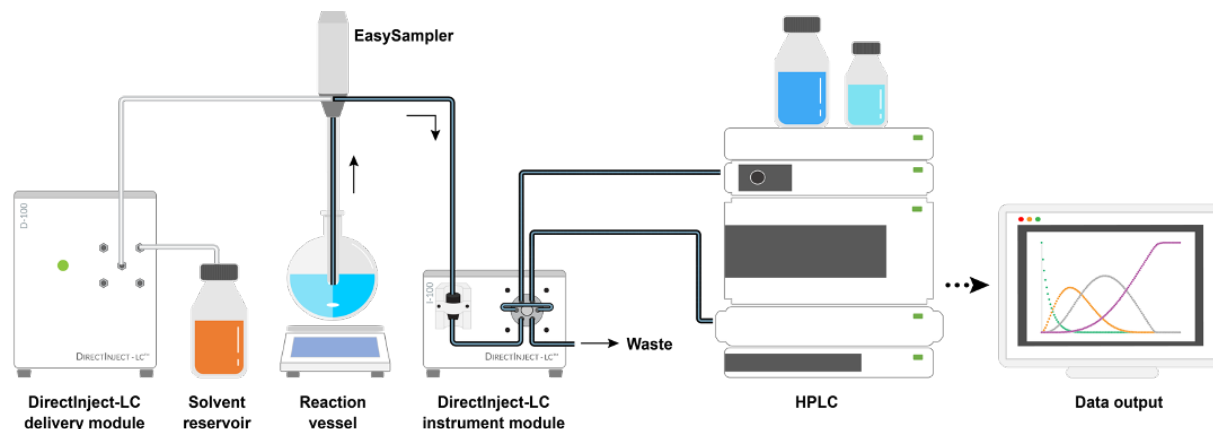 EasySampler
D-100
DIRECTINJECT-LC
I-100
DIRECTINJECT-LC
Waste
DirectInject-LC
delivery module
Solvent
reservoir
Reaction
vessel
DirectInject-LC
instrument module
HPLC
Data output